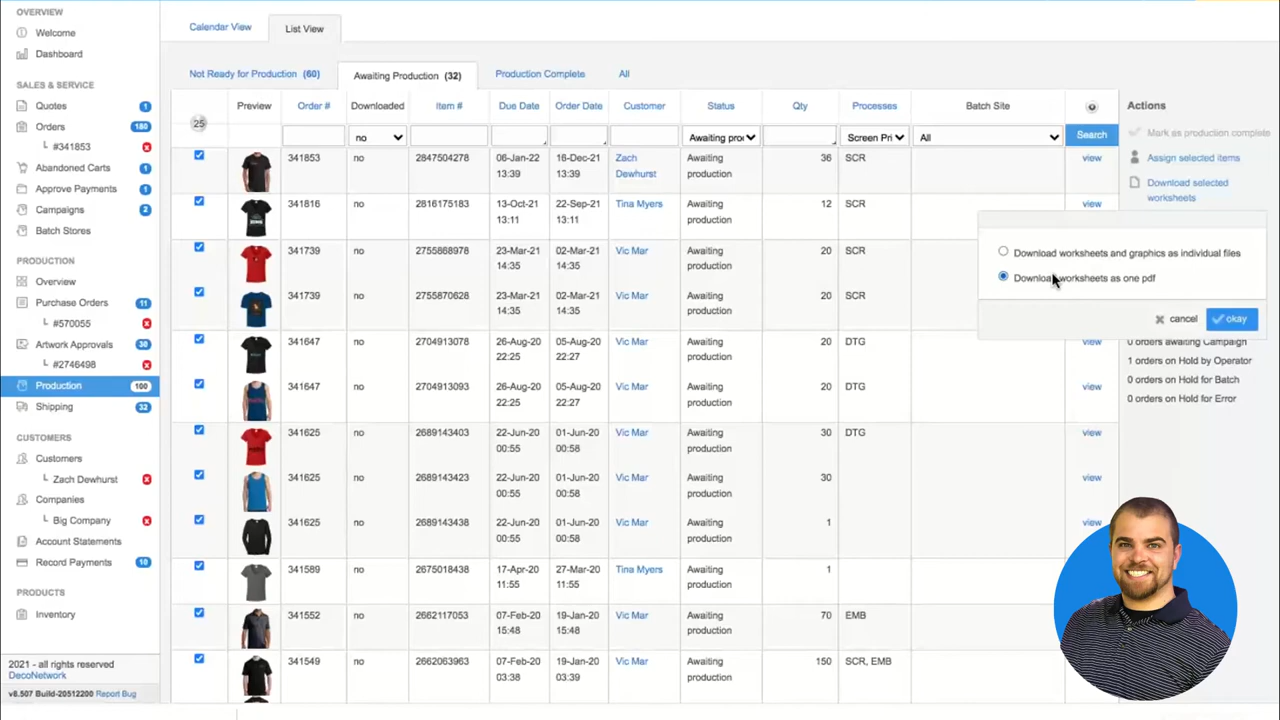 OVERVIEW
Welcome
Dashboard
SALES & SERVICE
Quotes 1
Orders 180
#341853
Abandoned Carts 1
Approve Payments 1
Campaigns 2
Batch Stores
PRODUCTION
Overview
Purchase Orders 11
#570055
Artwork Approvals 38
#2746498
Production 100
Shipping 32
CUSTOMERS
Customers
Zach Dewhurst
Companies
Big Company
Account Statements
Record Payments 10
PRODUCTS
Inventory
2021 - all rights reserved
DecoNetwork
v8.507 Build-20512200 Report Bug
Calendar View List View
Not Ready for Production (60) Awaiting Production (32) Production Complete All
Preview Order # Downloaded Item # Due Date Order Date Customer Status Qty Processes Batch Site
25 no Awaiting pro Screen Pri All Search
341853 no 2847504278 06-Jan-22 16-Dec-21 Zach Awaiting 36 SCR view
13:39 13:39 Dewhurst production
341816 no 2816175183 13-Oct-21 22-Sep-21 Tina Myers Awaiting 12 SCR view
13:11 13:11 production
341739 no 2755868978 23-Mar-21 02-Mar-21 Vic Mar Awaiting 20 SCR
14:35 14:35 production
341739 no 2755870628 23-Mar-21 02-Mar-21 Vic Mar Awaiting 20 SCR
14:35 14:35 production
341647 no 2704913078 26-Aug-20 05-Aug-20 Vic Mar Awaiting 20 DTG view
22:25 22:27 production
341647 no 2704913093 26-Aug-20 05-Aug-20 Vic Mar Awaiting 20 DTG view
22:25 22:27 production
341625 no 2689143403 22-Jun-20 01-Jun-20 Vic Mar Awaiting 30 DTG view
00:55 00:58 production
341625 no 2689143423 22-Jun-20 01-Jun-20 Vic Mar Awaiting 30 view
00:55 00:58 production
341625 no 2689143438 22-Jun-20 01-Jun-20 Vic Mar Awaiting 1 view
00:55 00:58 production
341589 no 2675018438 17-Apr-20 27-Mar-20 Tina Myers Awaiting 1
11:55 11:55 production
341552 no 2662117053 07-Feb-20 19-Jan-20 Vic Mar Awaiting 70 EMB
15:48 15:48 production
341549 no 2662063963 07-Feb-20 19-Jan-20 Vic Mar Awaiting 150 SCR, EMB
03:38 03:39 production
Actions
Mark as production complete
Assign selected items
Download selected
worksheets
Download worksheets and graphics as individual files
Download worksheets as one pdf
cancel okay
0 orders awaiting Campaign
1 orders on Hold by Operator
0 orders on Hold for Batch
0 orders on Hold for Error